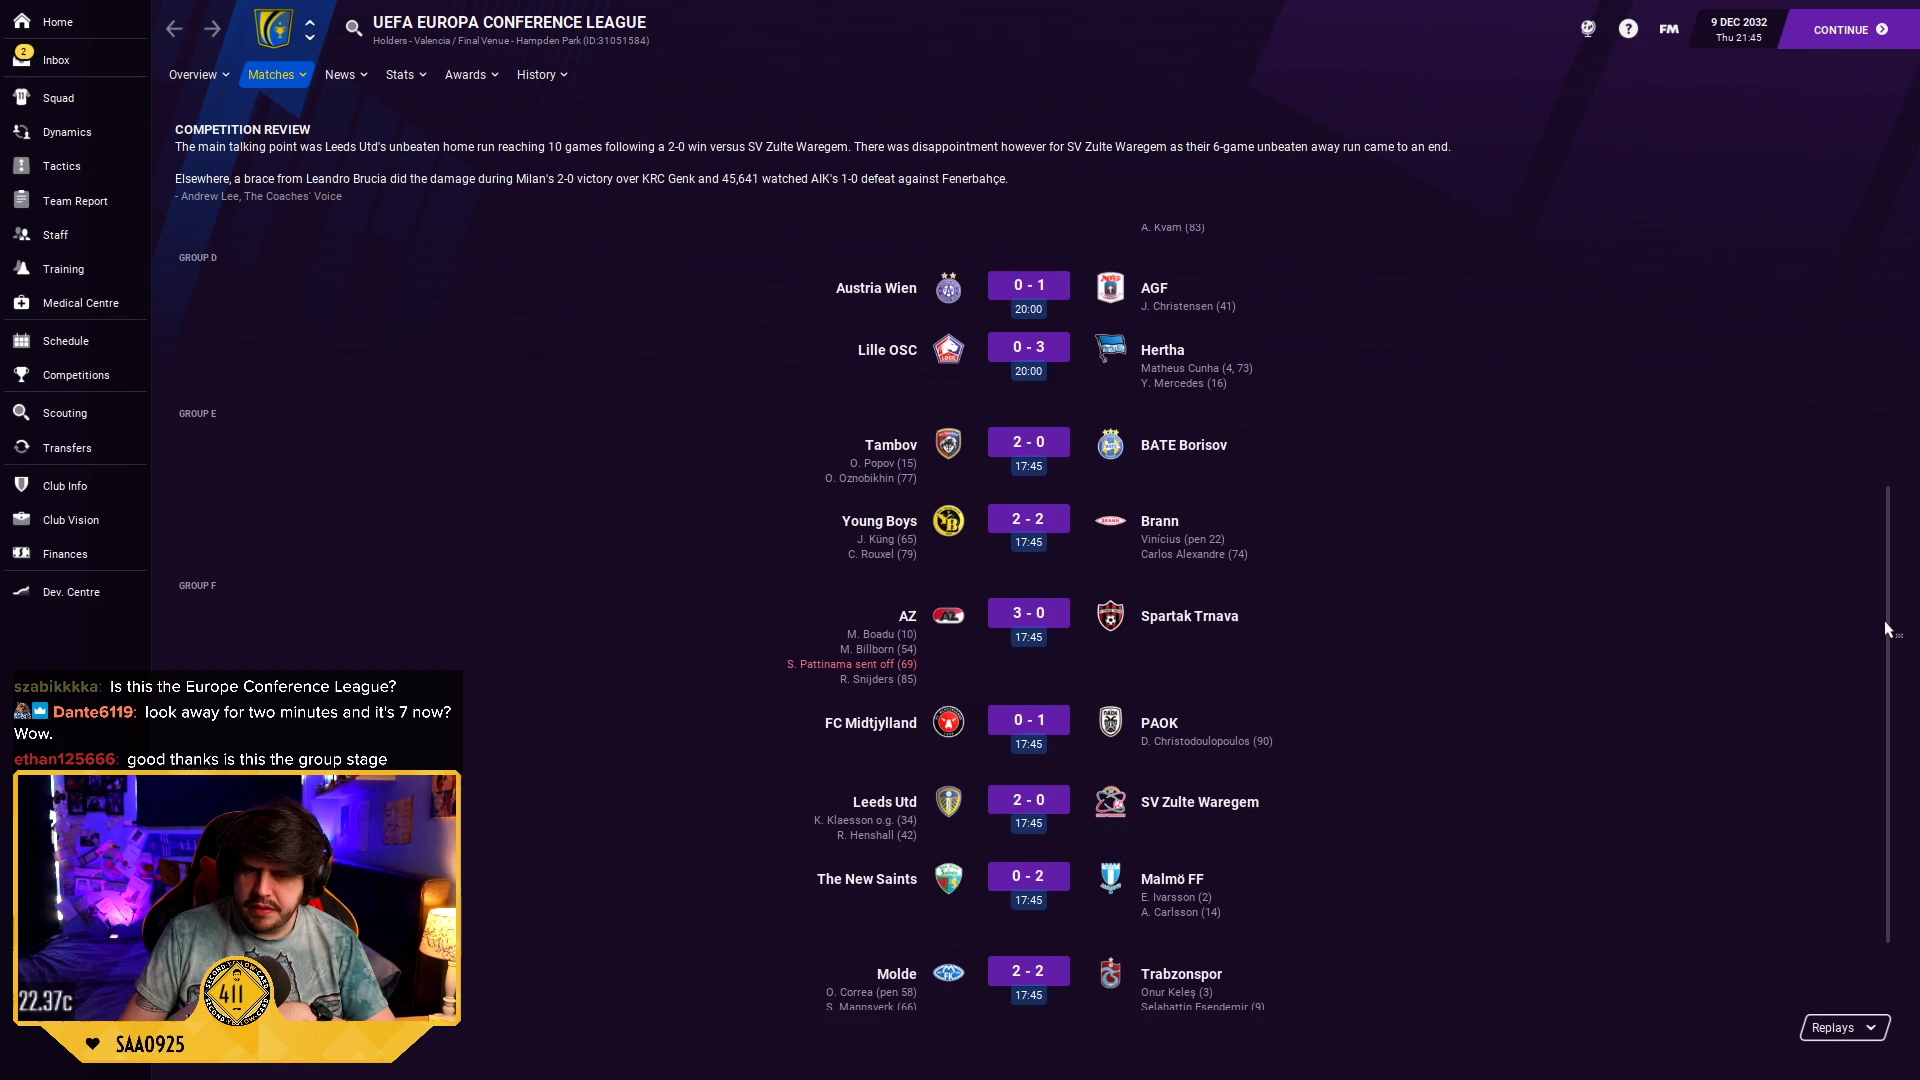 Home
Inbox
2
Squad
Dynamics
Tactics
Team Report
Staff
Training
Medical Centre
Schedule
Competitions
Scouting
Transfers
Club Info
Club Vision
Finances
Dev. Centre
UEFA EUROPA CONFERENCE LEAGUE
Holders - Valencia / Final Venue - Hampden Park (ID:31051584)
FM
9 DEC 2032
Thu 21:45
CONTINUE
Overview Matches News Stats Awards History
COMPETITION REVIEW
The main talking point was Leeds Utd's unbeaten home run reaching 10 games following a 2-0 win versus SV Zulte Waregem. There was disappointment however for SV Zulte Waregem as their 6-game unbeaten away run came to an end.
Elsewhere, a brace from Leandro Brucia did the damage during Milan's 2-0 victory over KRC Genk and 45,641 watched AIK's 1-0 defeat against Fenerbahçe.
- Andrew Lee, The Coaches' Voice
A. Kvam (83)
GROUP D
Austria Wien 0 - 1 AGF
20:00 J. Christensen (41)
Lille OSC 0 - 3 Hertha
20:00 Matheus Cunha (4, 73)
Y. Mercedes (16)
GROUP E
Tambov 2 - 0 BATE Borisov
O. Popov (15) 17:45
O. Oznobikhin (77)
Young Boys 2 - 2 Brann
J. Küng (65) 17:45 Vinícius (pen 22)
C. Rouxel (79) Carlos Alexandre (74)
GROUP F
AZ 3 - 0 Spartak Trnava
M. Boadu (10) 17:45
M. Billborn (54)
S. Pattinama sent off (69)
R. Snijders (85)
FC Midtjylland 0 - 1 PAOK
17:45 D. Christodoulopoulos (90)
Leeds Utd 2 - 0 SV Zulte Waregem
K. Klaesson o.g. (34) 17:45
R. Henshall (42)
The New Saints 0 - 2 Malmö FF
17:45 E. Ivarsson (2)
A. Carlsson (14)
Molde 2 - 2 Trabzonspor
O. Correa (pen 58) 17:45 Onur Keleş (3)
S. Mannsverk (66) Selahattin Esendemir (9)
Replays
szabikkkka: Is this the Europe Conference League?
Dante6119: look away for two minutes and it's 7 now?
Wow.
ethan125666: good thanks is this the group stage
22.37c
SECOND YELLOW CARD
411
SAA0925